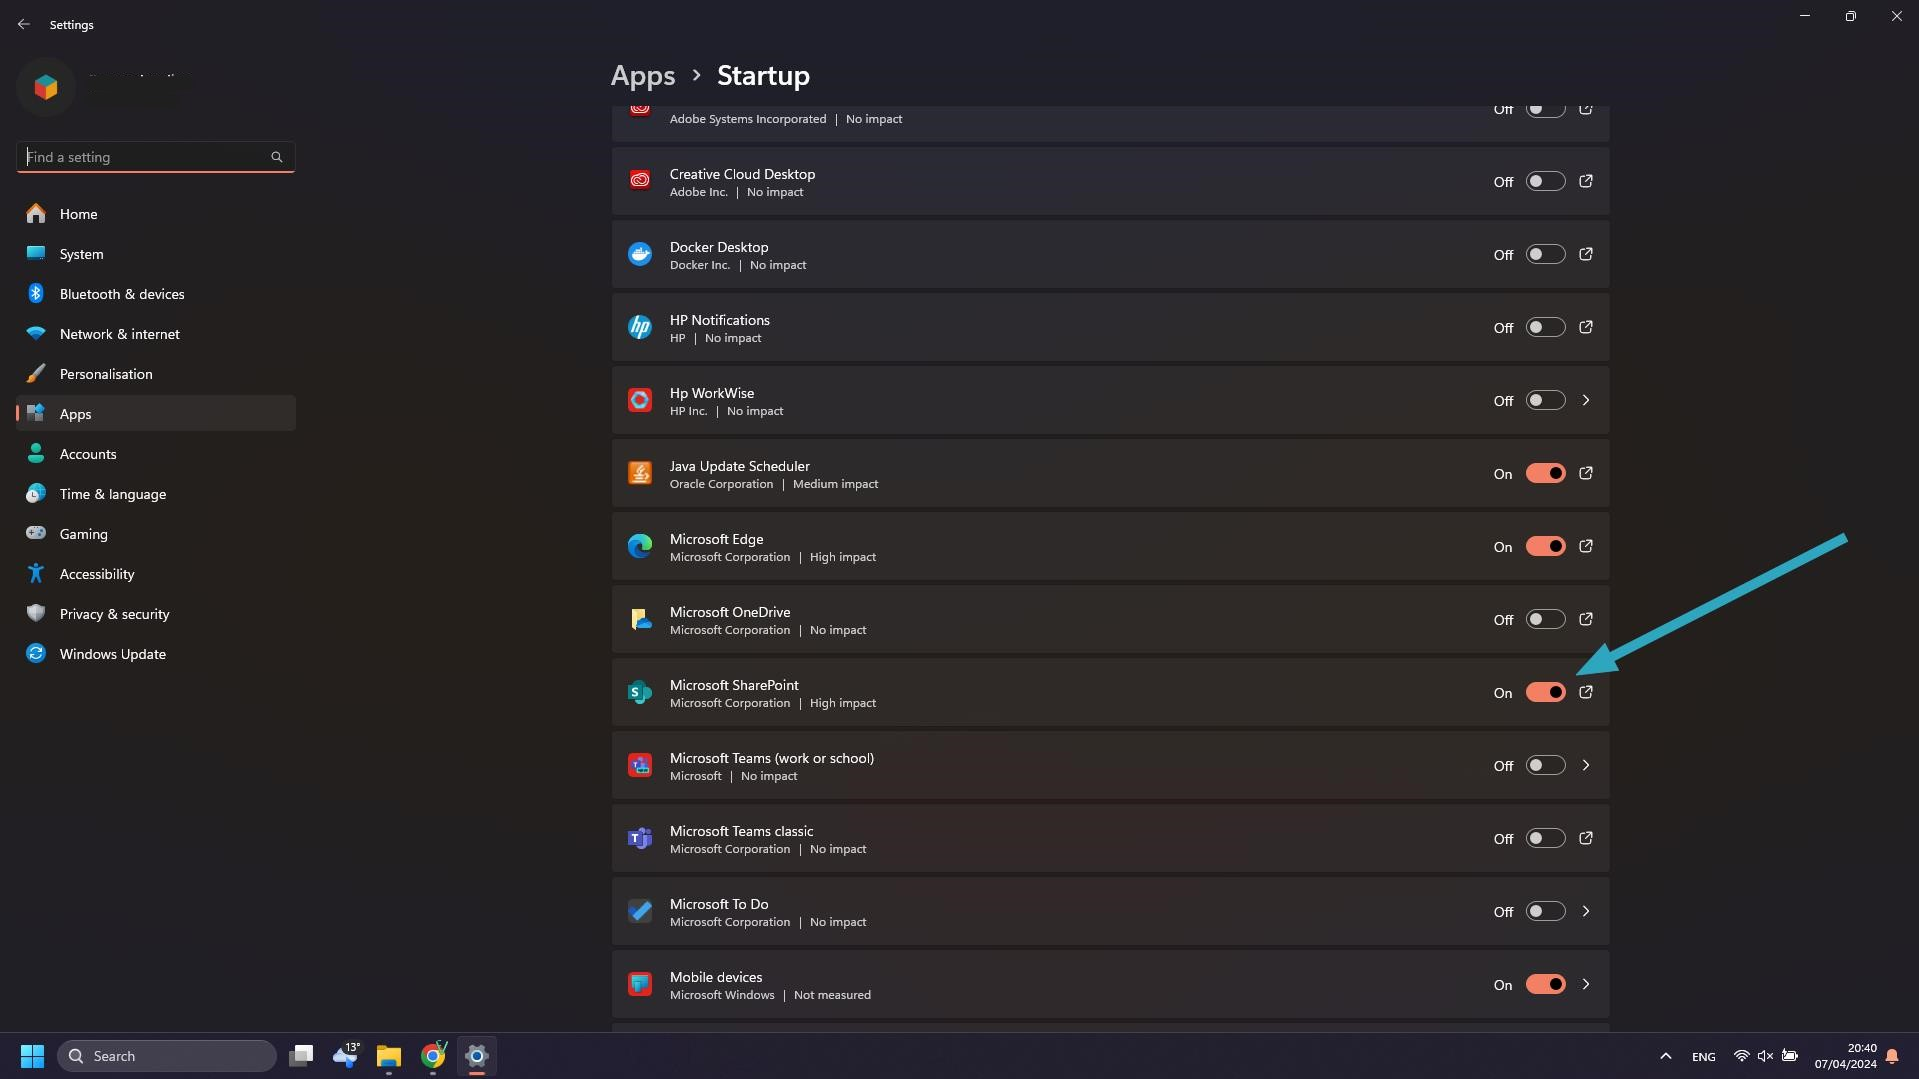 Settings
Find a setting
Home
System
Bluetooth & devices
Network & internet
Personalisation
Apps
Accounts
Time & language
Gaming
Accessibility
Privacy & security
Windows Update
Apps > Startup
Adobe Systems Incorporated | No impact
Off
Creative Cloud Desktop
Adobe Inc. | No impact
Off
Docker Desktop
Docker Inc. | No impact
Off
hp
HP Notifications
HP | No impact
Off
Hp WorkWise
HP Inc. | No impact
Off
Java Update Scheduler
Oracle Corporation | Medium impact
On
Microsoft Edge
Microsoft Corporation | High impact
On
Microsoft OneDrive
Microsoft Corporation | No impact
Off
S
Microsoft SharePoint
Microsoft Corporation | High impact
On
Microsoft Teams (work or school)
Microsoft | No impact
Off
T
Microsoft Teams classic
Microsoft Corporation | No impact
Off
Microsoft To Do
Microsoft Corporation | No impact
Off
Mobile devices
Microsoft Windows | Not measured
On
Search
13°
ENG
20:40
07/04/2024